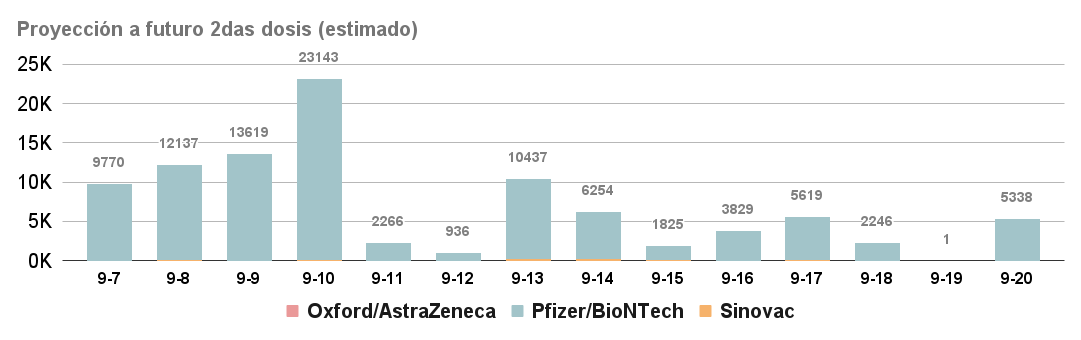 Proyección a futuro 2das dosis (estimado)
25K
20K
15K
10K
5K
0K
9770
12137
13619
23143
2266
936
10437
6254
1825
3829
5619
2246
1
5338
9-7 9-8 9-9 9-10 9-11 9-12 9-13 9-14 9-15 9-16 9-17 9-18 9-19 9-20
Oxford/AstraZeneca Pfizer/BioNTech Sinovac